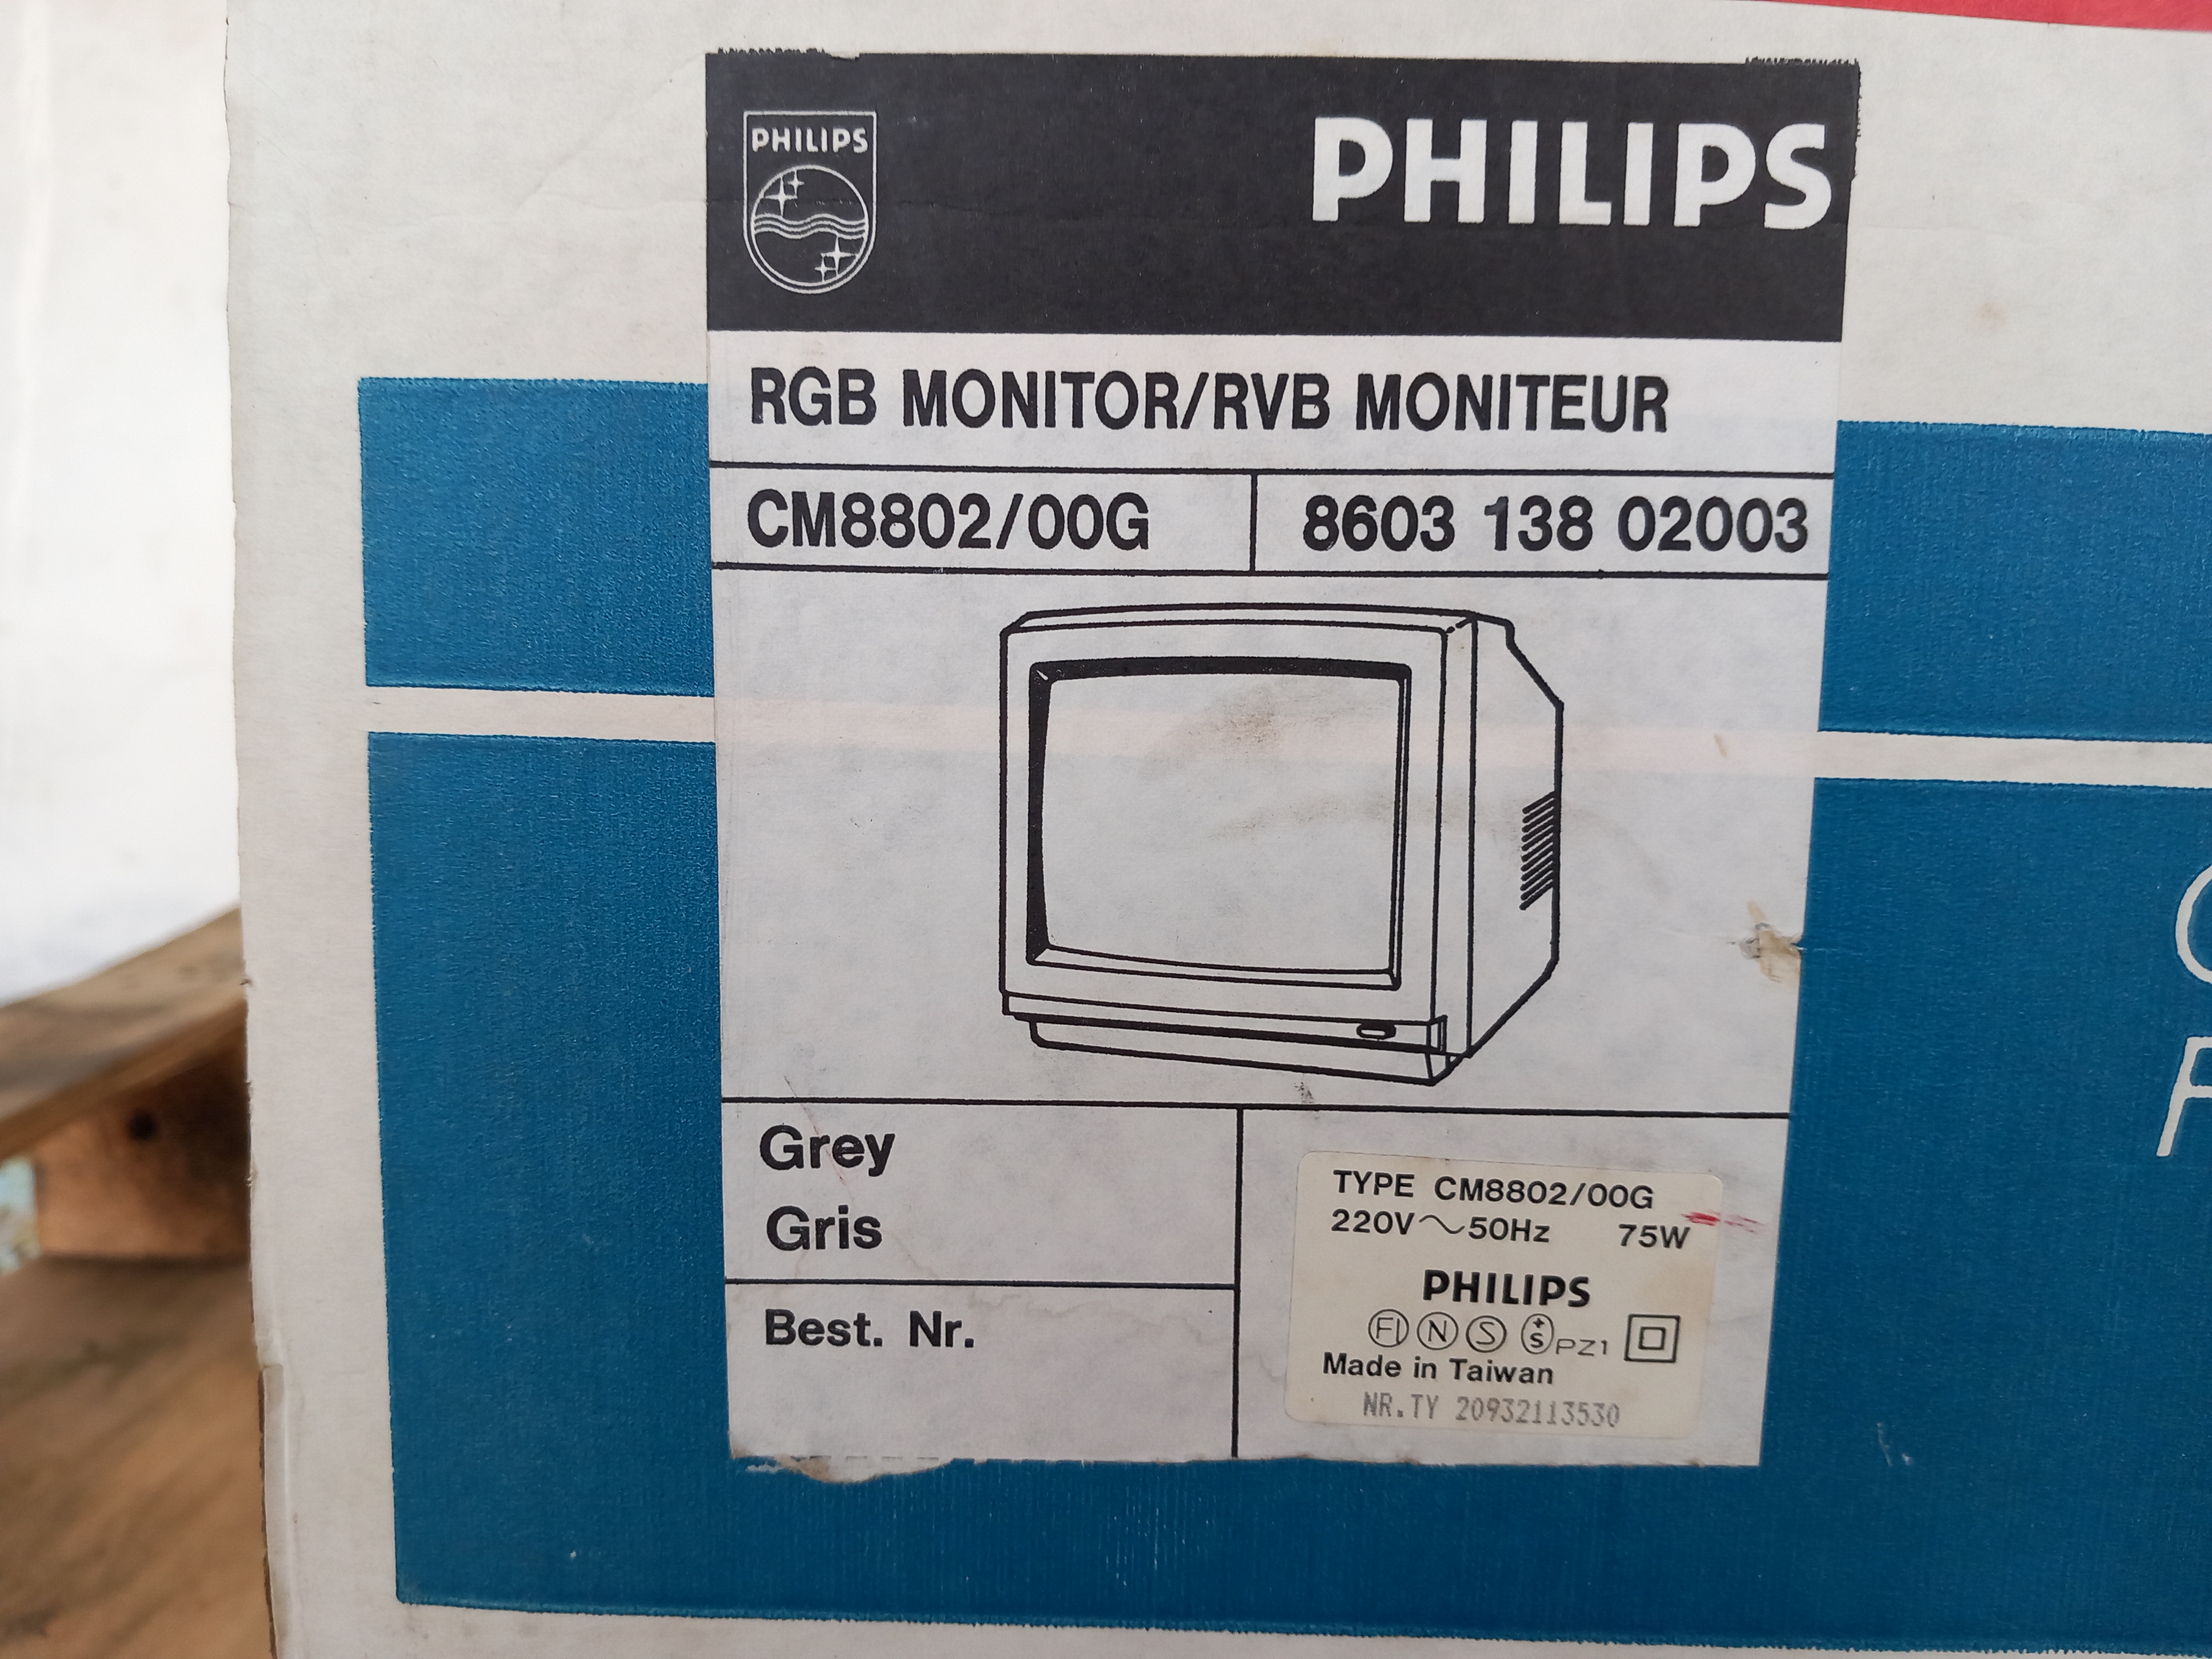 PHILIPS
PHILIPS
RGB MONITOR/RVB MONITEUR
CM8802/00G 8603 138 02003
Grey
Gris
Best. Nr.
TYPE CM8802/00G
220V~50Hz 75W
PHILIPS
FI N S +S PZ1
Made in Taiwan
NR.TY 20932113530